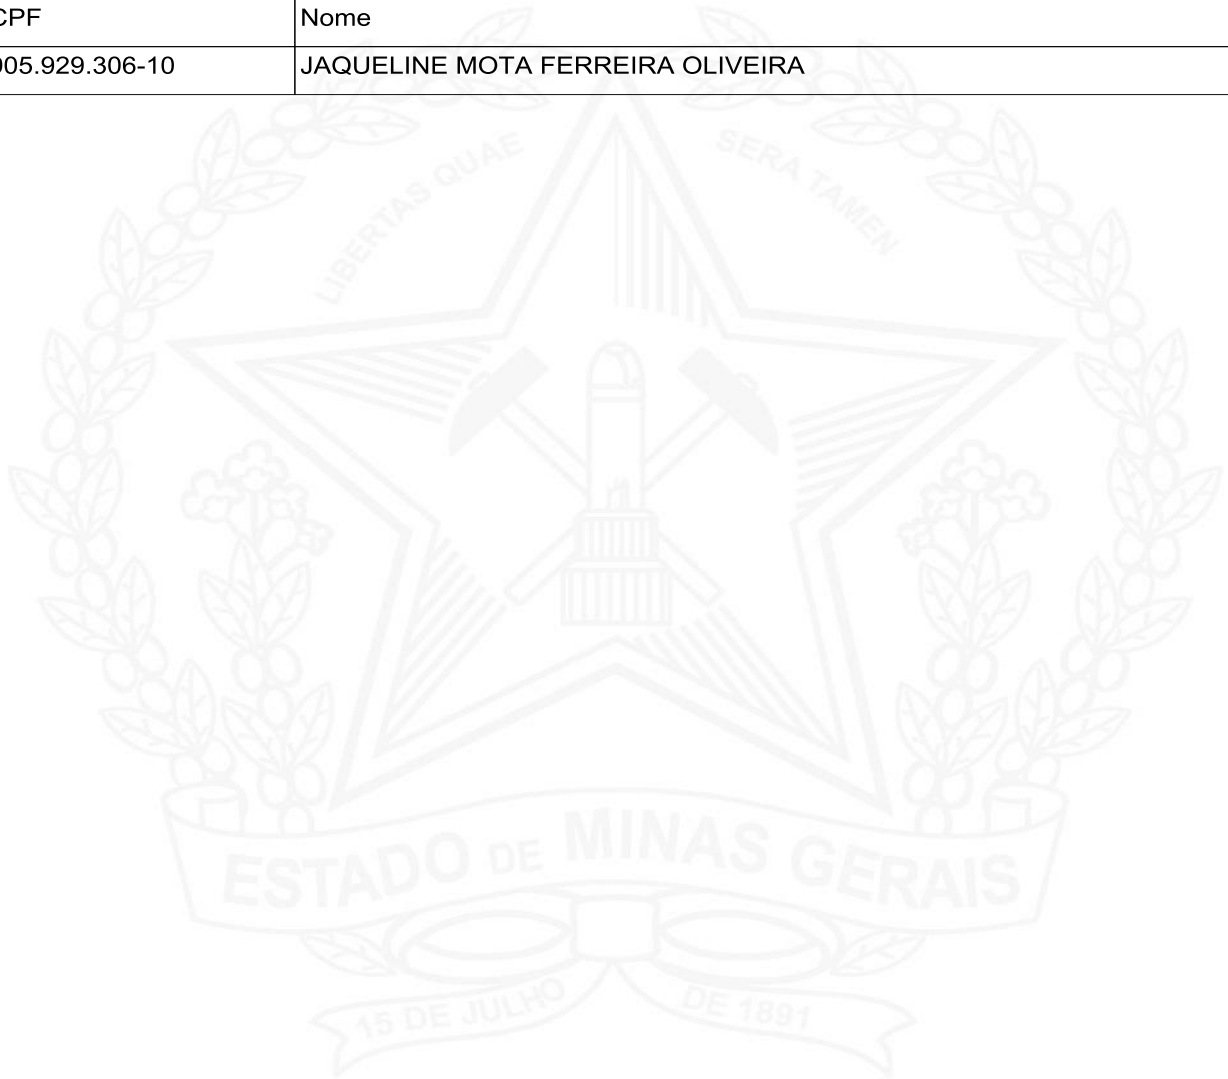 CPF Nome
005.929.306-10 JAQUELINE MOTA FERREIRA OLIVEIRA
LIBERTAS QUAE SERA TAMEN
ESTADO DE MINAS GERAIS
15 DE JULHO DE 1891